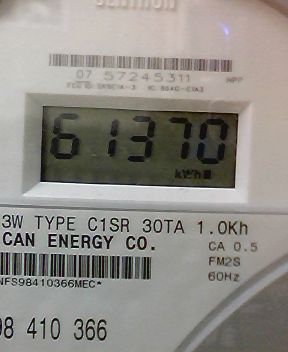 07 57245311 HPP
61370
kWh
3W TYPE C1SR 30TA 1.0Kh
CAN ENERGY CO. CA 0.5
FM2S
NFS98410366MEC*
60Hz
98 410 366